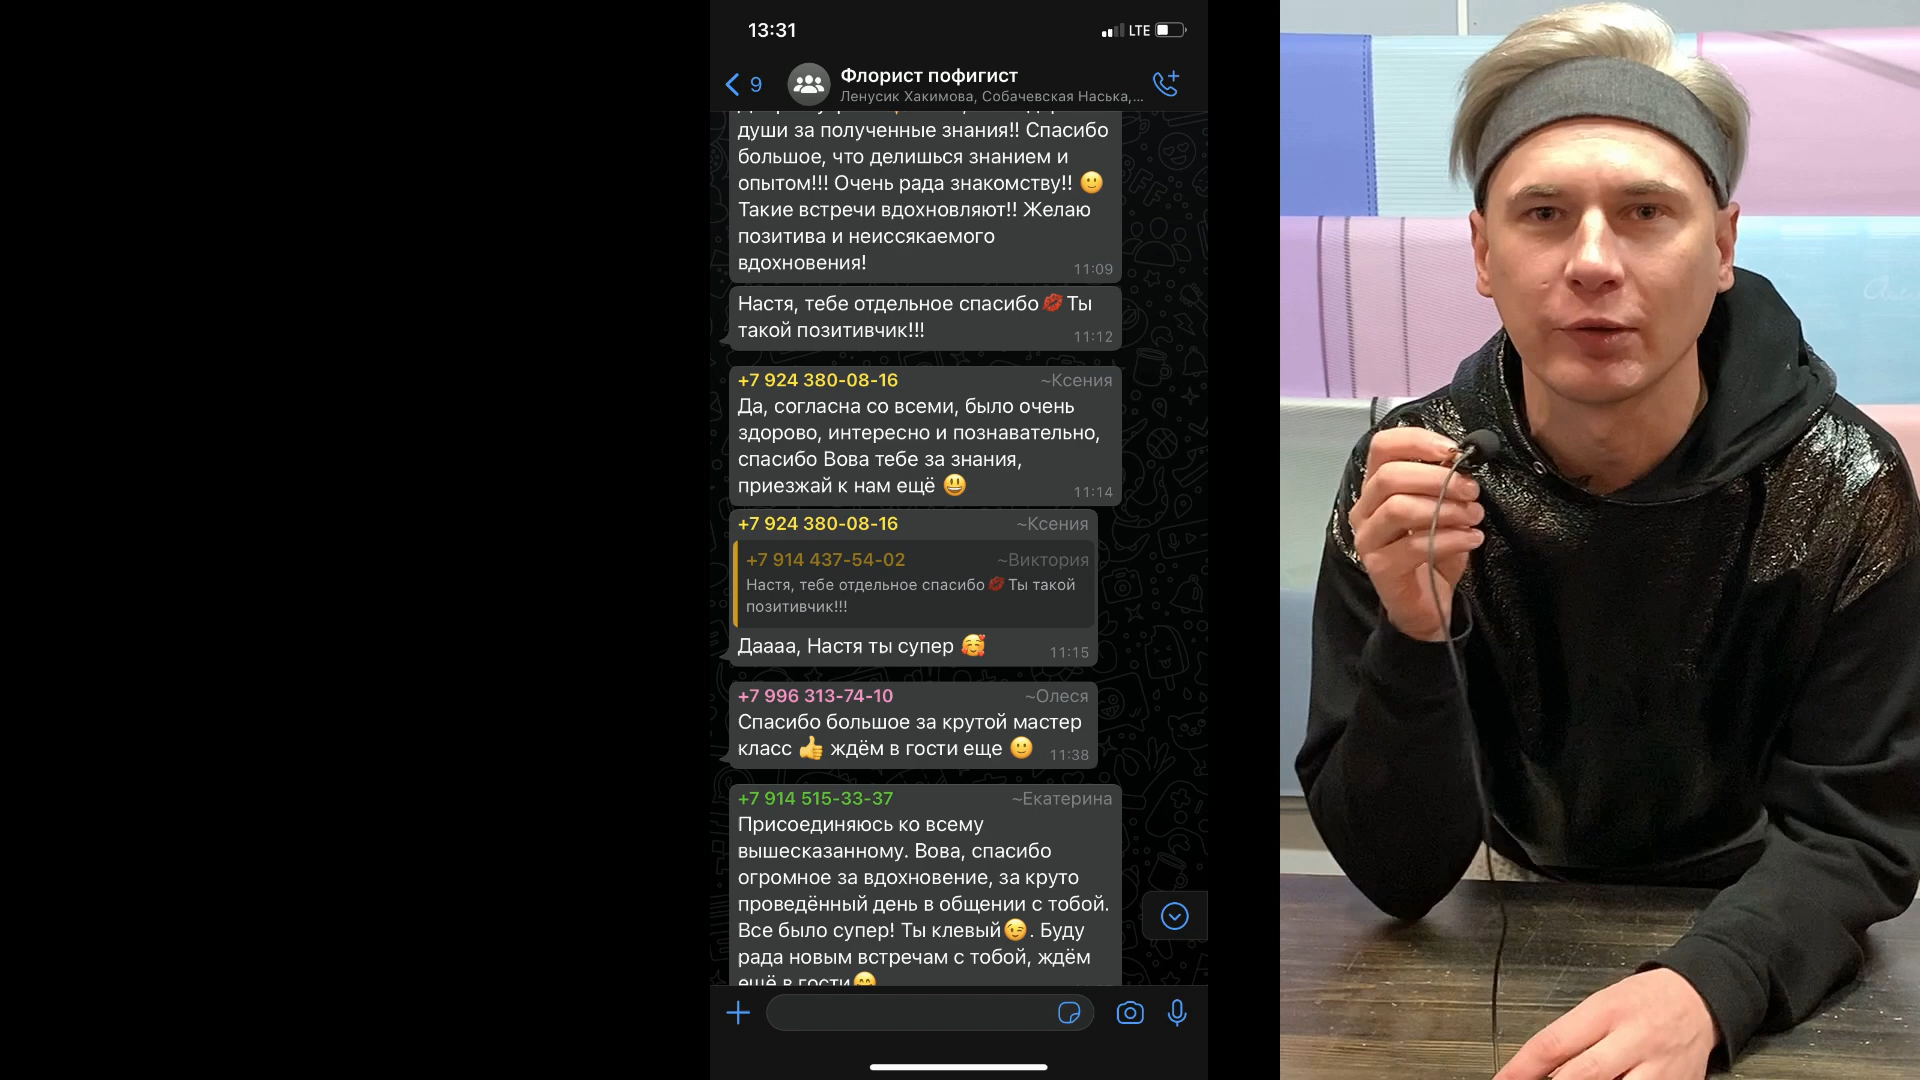 13:31
LTE
9
Флорист пофигист
Ленусик Хакимова, Собачевская Наська,...
души за полученные знания!! Спасибо
большое, что делишься знанием и
опытом!!! Очень рада знакомству!! 🙂
Такие встречи вдохновляют!! Желаю
позитива и неиссякаемого
вдохновения!
11:09
Настя, тебе отдельное спасибо💋Ты
такой позитивчик!!!
11:12
+7 924 380-08-16 ~Ксения
Да, согласна со всеми, было очень
здорово, интересно и познавательно,
спасибо Вова тебе за знания,
приезжай к нам ещё 😃
11:14
+7 924 380-08-16 ~Ксения
+7 914 437-54-02 ~Виктория
Настя, тебе отдельное спасибо💋Ты такой
позитивчик!!!
Даааа, Настя ты супер 🥰
11:15
+7 996 313-74-10 ~Олеся
Спасибо большое за крутой мастер
класс 👍 ждём в гости еще 🙂
11:38
+7 914 515-33-37 ~Екатерина
Присоединяюсь ко всему
вышесказанному. Вова, спасибо
огромное за вдохновение, за круто
проведённый день в общении с тобой.
Все было супер! Ты клевый😉. Буду
рада новым встречам с тобой, ждём
ещё в гости😊